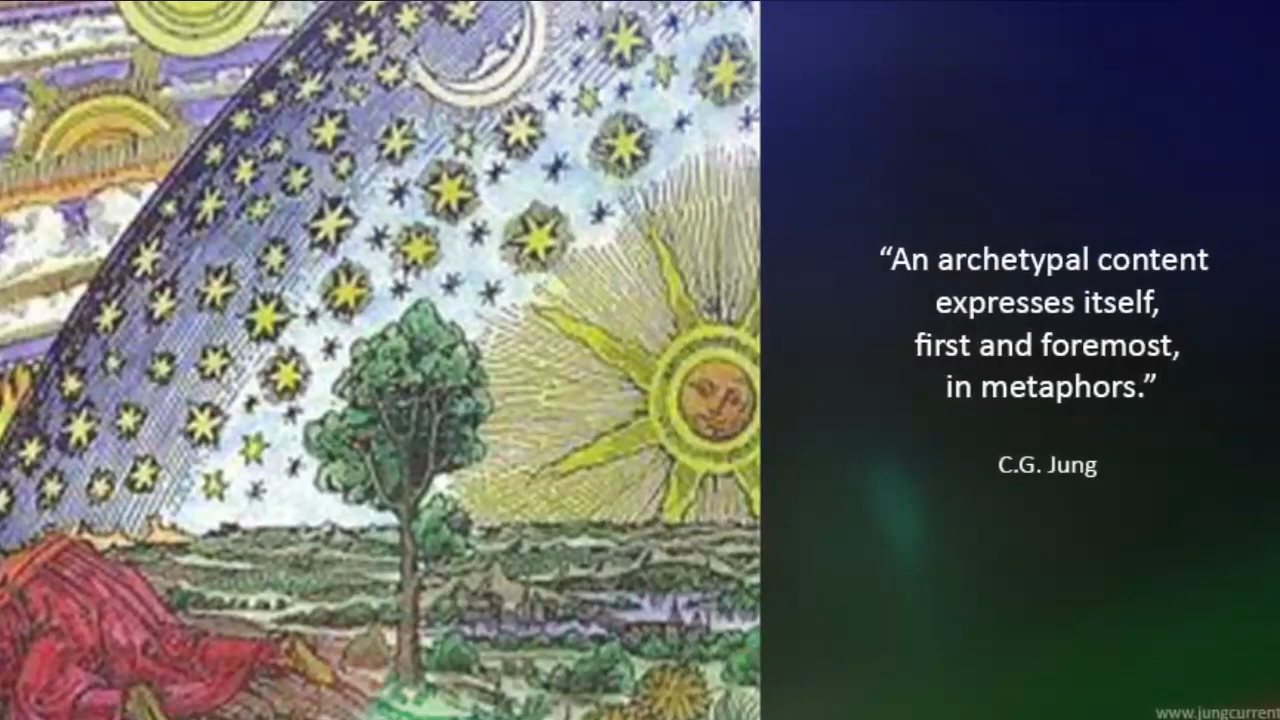 “An archetypal content
expresses itself,
first and foremost,
in metaphors.”
C.G. Jung
www.jungcurrent